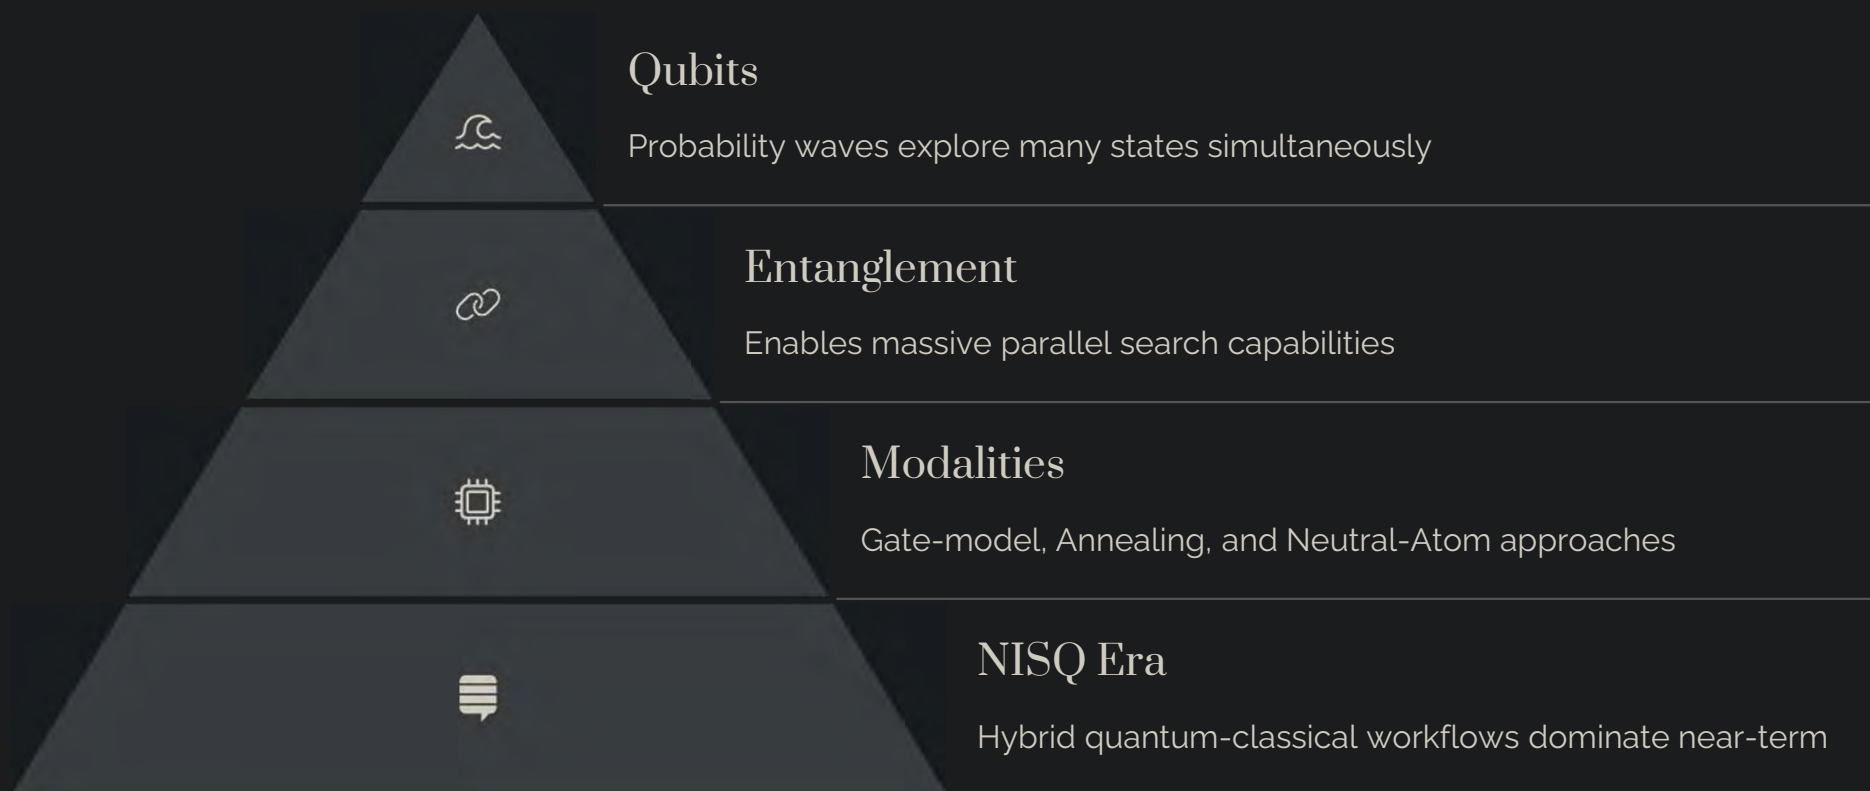 Qubits
Probability waves explore many states simultaneously
Entanglement
Enables massive parallel search capabilities
Modalities
Gate-model, Annealing, and Neutral-Atom approaches
NISQ Era
Hybrid quantum-classical workflows dominate near-term